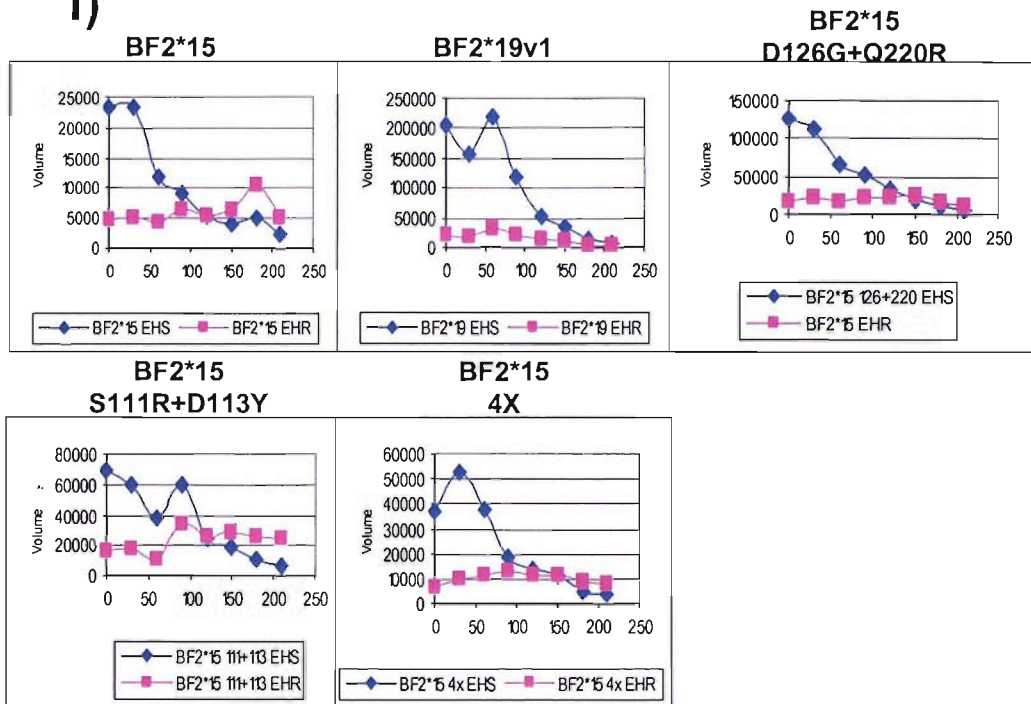 I)
BF2*15
BF2*19v1
BF2*15
D126G+Q220R
Volume
25000
20000
15000
10000
5000
0
0 50 100 150 200 250
BF2*15 EHS BF2*15 EHR
250000
200000
150000
100000
50000
0
0 50 100 150 200 250
BF2*19 EHS BF2*19 EHR
Volume
150000
100000
50000
0
0 50 100 150 200 250
BF2*15 126+220 EHS
BF2*15 EHR
BF2*15
S111R+D113Y
BF2*15
4X
Volume
80000
60000
40000
20000
0
0 50 100 150 200 250
BF2*15 111+113 EHS
BF2*15 111+113 EHR
60000
50000
40000
30000
20000
10000
0
0 50 100 150 200 250
BF2*15 4x EHS BF2*15 4x EHR